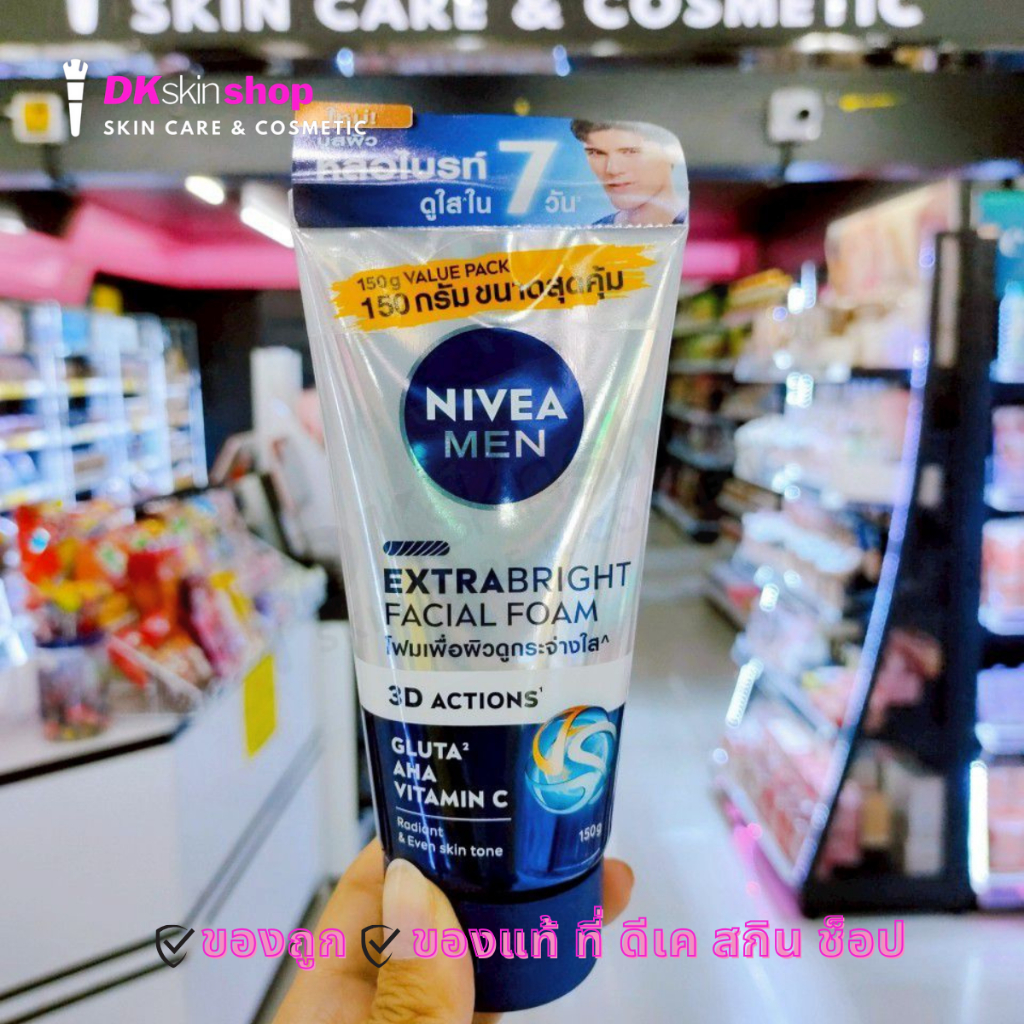 SKIN CARE & COSMETIC
DKskinshop
SKIN CARE & COSMETIC
ใหม่!
หล่อไบรท์
ดูใส*ใน 7 วัน*
150g VALUE PACK
150 กรัม ขนาดสุดคุ้ม
NIVEA
MEN
EXTRABRIGHT
FACIAL FOAM
โฟมเพื่อผิวดูกระจ่างใส^
3D ACTIONS¹
GLUTA²
AHA
VITAMIN C
Radiant
& Even skin tone
150g
ของถูก ของแท้ ที่ ดีเค สกีน ช็อป